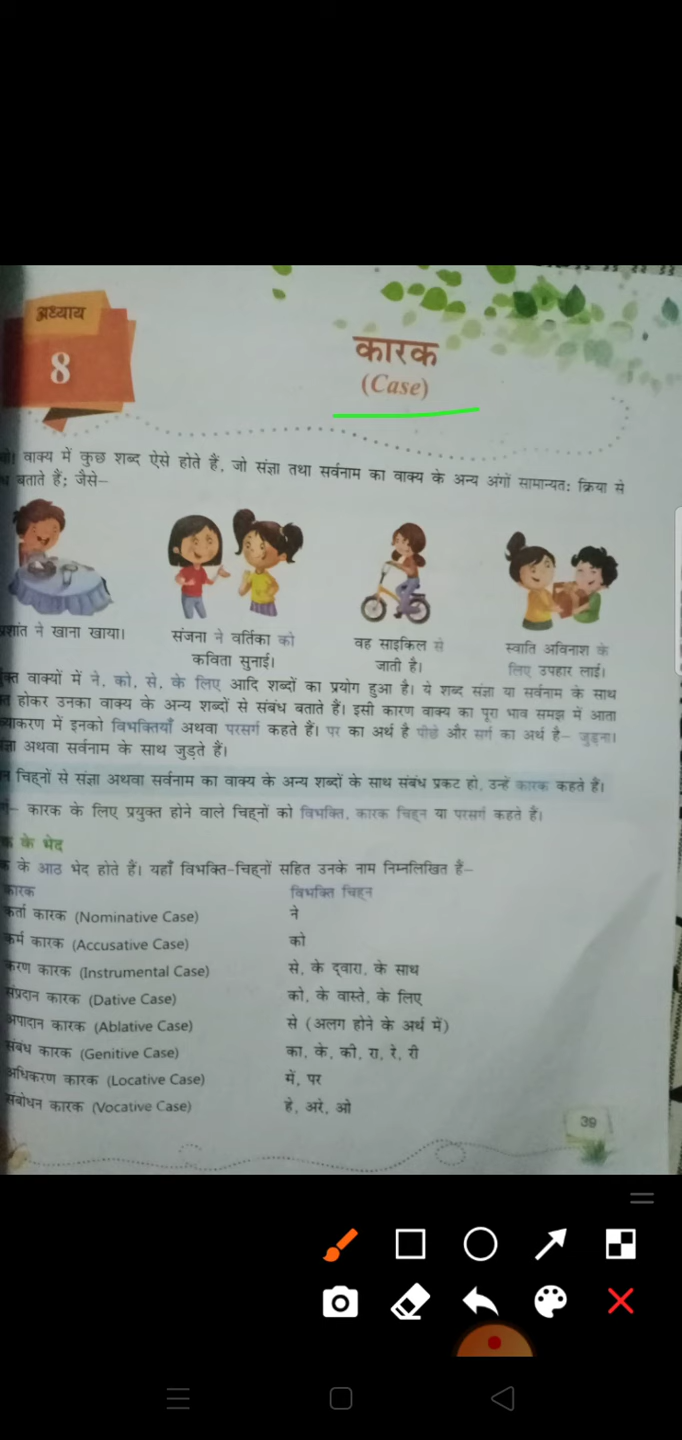 अध्याय
8
कारक
(Case)
वाक्य में कुछ शब्द ऐसे होते हैं, जो संज्ञा तथा सर्वनाम का वाक्य के अन्य अंगों सामान्यतः क्रिया से
बताते हैं; जैसे–
ने खाना खाया।
संजना ने वर्तिका को
कविता सुनाई।
वह साइकिल से
जाती है।
स्वाति अविनाश के
लिए उपहार लाई।
वाक्यों में ने, को, से, के लिए आदि शब्दों का प्रयोग हुआ है। ये शब्द संज्ञा या सर्वनाम के साथ
होकर उनका वाक्य के अन्य शब्दों से संबंध बताते हैं। इसी कारण वाक्य का पूरा भाव समझ में आता
में इनको विभक्तियाँ अथवा परसर्ग कहते हैं। पर का अर्थ है पीछे और सर्ग का अर्थ है– जुड़ना।
अथवा सर्वनाम के साथ जुड़ते हैं।
चिह्नों से संज्ञा अथवा सर्वनाम का वाक्य के अन्य शब्दों के साथ संबंध प्रकट हो, उन्हें कारक कहते हैं।
– कारक के लिए प्रयुक्त होने वाले चिह्नों को विभक्ति, कारक चिह्न या परसर्ग कहते हैं।
के भेद
के आठ भेद होते हैं। यहाँ विभक्ति-चिह्नों सहित उनके नाम निम्नलिखित हैं–
कारक विभक्ति चिह्न
कर्ता कारक (Nominative Case) ने
कर्म कारक (Accusative Case) को
करण कारक (Instrumental Case) से, के द्वारा, के साथ
संप्रदान कारक (Dative Case) को, के वास्ते, के लिए
अपादान कारक (Ablative Case) से (अलग होने के अर्थ में)
संबंध कारक (Genitive Case) का, के, की, रा, रे, री
अधिकरण कारक (Locative Case) में, पर
संबोधन कारक (Vocative Case) हे, अरे, ओ
39